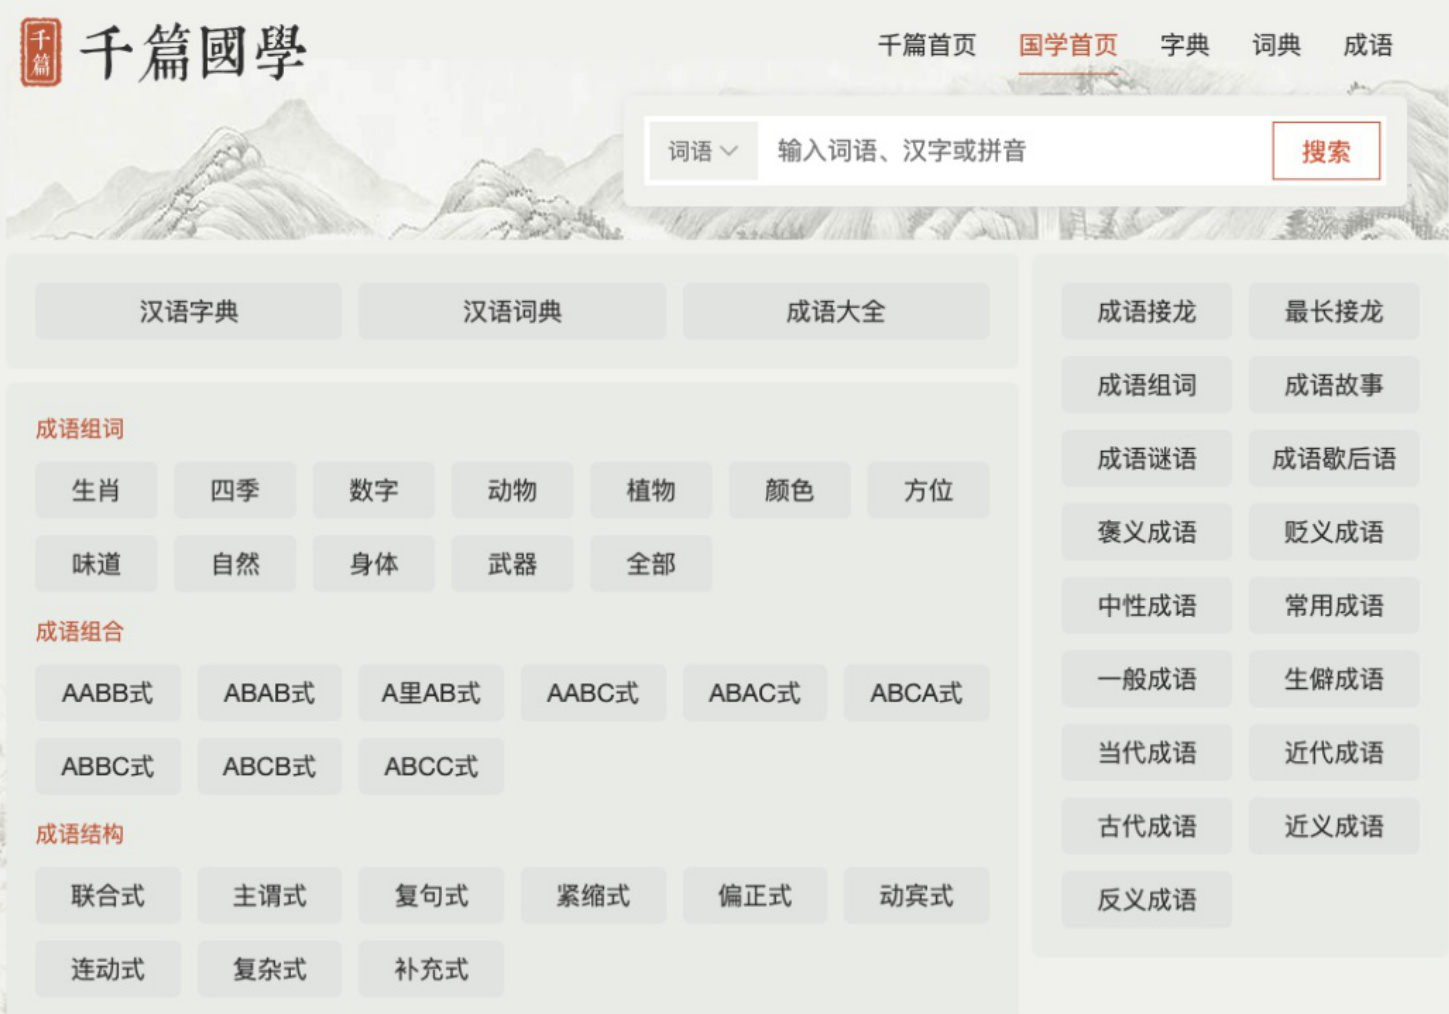 千篇
千篇國學
千篇首页 国学首页 字典 词典 成语
词语 输入词语、汉字或拼音 搜索
汉语字典 汉语词典 成语大全
成语组词
生肖 四季 数字 动物 植物 颜色 方位
味道 自然 身体 武器 全部
成语组合
AABB式 ABAB式 A里AB式 AABC式 ABAC式 ABCA式
ABBC式 ABCB式 ABCC式
成语结构
联合式 主谓式 复句式 紧缩式 偏正式 动宾式
连动式 复杂式 补充式
成语接龙 最长接龙
成语组词 成语故事
成语谜语 成语歇后语
褒义成语 贬义成语
中性成语 常用成语
一般成语 生僻成语
当代成语 近代成语
古代成语 近义成语
反义成语